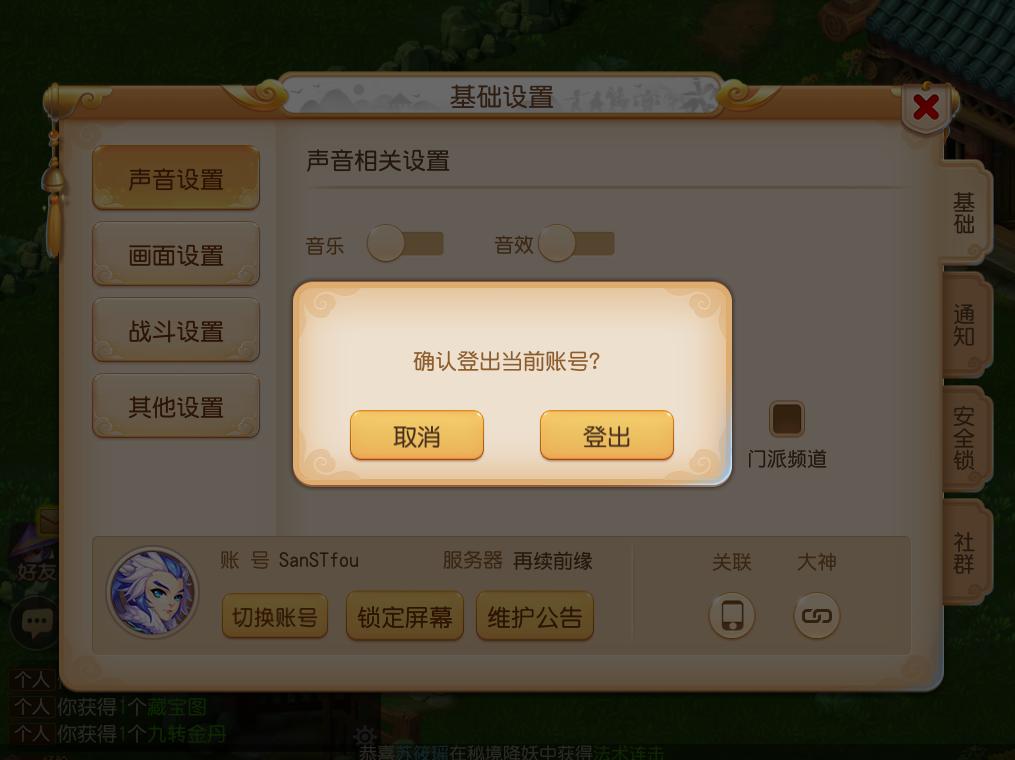 基础设置
声音设置
画面设置
战斗设置
其他设置
声音相关设置
音乐 音效
确认登出当前账号?
取消 登出
门派频道
基础
通知
安全锁
社群
账号 SanSTfou 服务器 再续前缘
关联 大神
切换账号 锁定屏幕 维护公告
好友
个人
个人 你获得1个藏宝图
个人 你获得1个九转金丹
在秘境降妖中获得法术连击